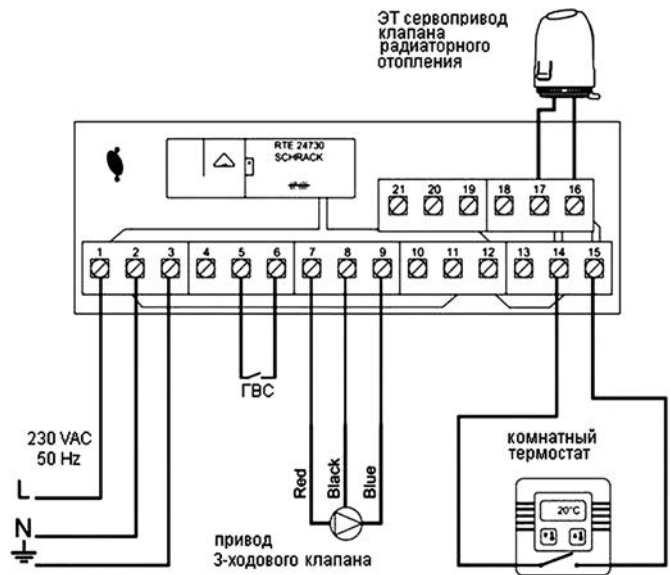 ЭТ сервопривод
клапана
радиаторного
отопления
RTE 24730
SCHRACK
21 20 19 18 17 16
1 2 3 4 5 6 7 8 9 10 11 12 13 14 15
ГВС
230 VAC
50 Hz
L
N
Red
Black
Blue
привод
3-ходового клапана
комнатный
термостат
20°C